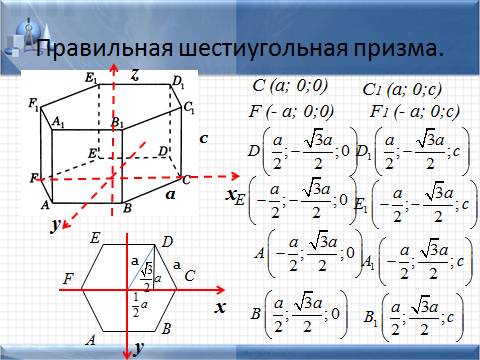 Правильная шестиугольная призма.
C (a; 0;0) C₁ (a; 0;c)
F (- a; 0;0) F₁ (- a; 0;c)
D(a/2; -√3a/2; 0) D₁(a/2; -√3a/2; c)
E(-a/2; -√3a/2; 0) E₁(-a/2; -√3a/2; c)
A(-a/2; √3a/2; 0) A₁(-a/2; √3a/2; c)
B(a/2; √3a/2; 0) B₁(a/2; √3a/2; c)
z
E₁ D₁
F₁ C₁
A₁ B₁
c
E D
F C x
a
A B
y
E D
a √3/2 a a
F C
1/2 a
x
A B
y